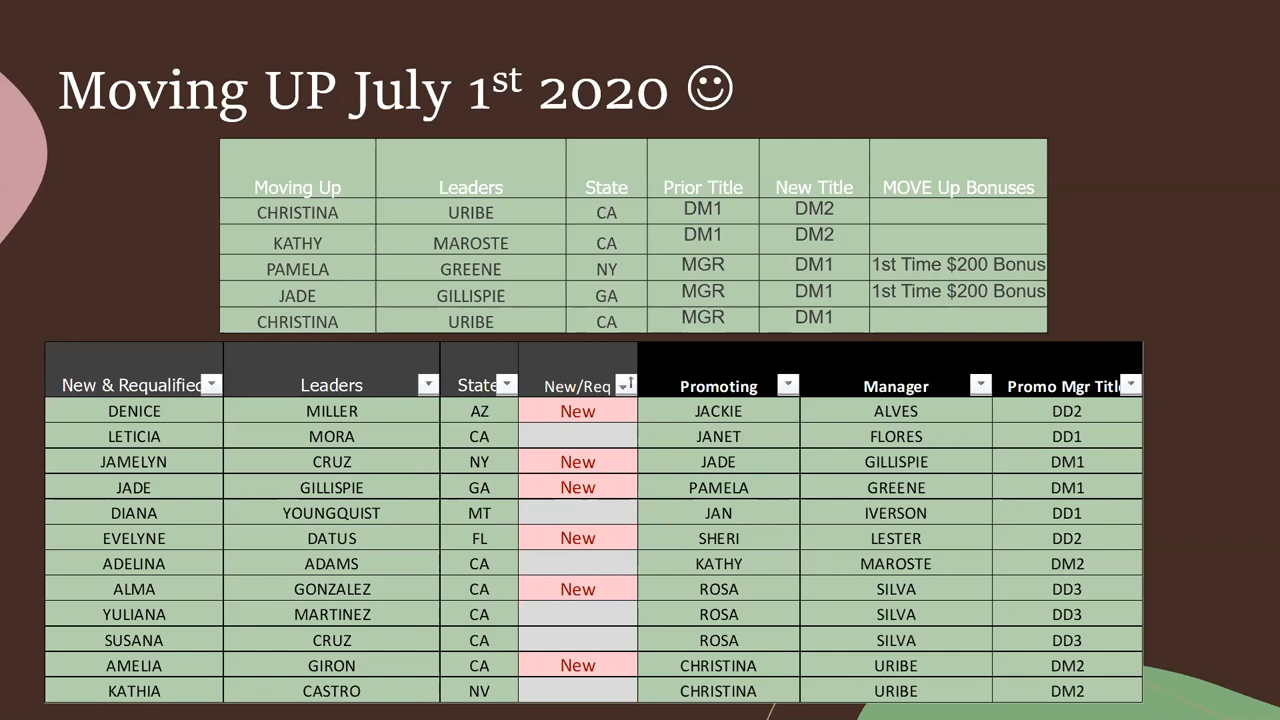 Moving UP July 1st 2020 ☺
Moving Up Leaders State Prior Title New Title MOVE Up Bonuses
CHRISTINA URIBE CA DM1 DM2
KATHY MAROSTE CA DM1 DM2
PAMELA GREENE NY MGR DM1 1st Time $200 Bonus
JADE GILLISPIE GA MGR DM1 1st Time $200 Bonus
CHRISTINA URIBE CA MGR DM1
New & Requalified Leaders State New/Req Promoting Manager Promo Mgr Title
DENICE MILLER AZ New JACKIE ALVES DD2
LETICIA MORA CA JANET FLORES DD1
JAMELYN CRUZ NY New JADE GILLISPIE DM1
JADE GILLISPIE GA New PAMELA GREENE DM1
DIANA YOUNGQUIST MT JAN IVERSON DD1
EVELYNE DATUS FL New SHERI LESTER DD2
ADELINA ADAMS CA KATHY MAROSTE DM2
ALMA GONZALEZ CA New ROSA SILVA DD3
YULIANA MARTINEZ CA ROSA SILVA DD3
SUSANA CRUZ CA ROSA SILVA DD3
AMELIA GIRON CA New CHRISTINA URIBE DM2
KATHIA CASTRO NV CHRISTINA URIBE DM2